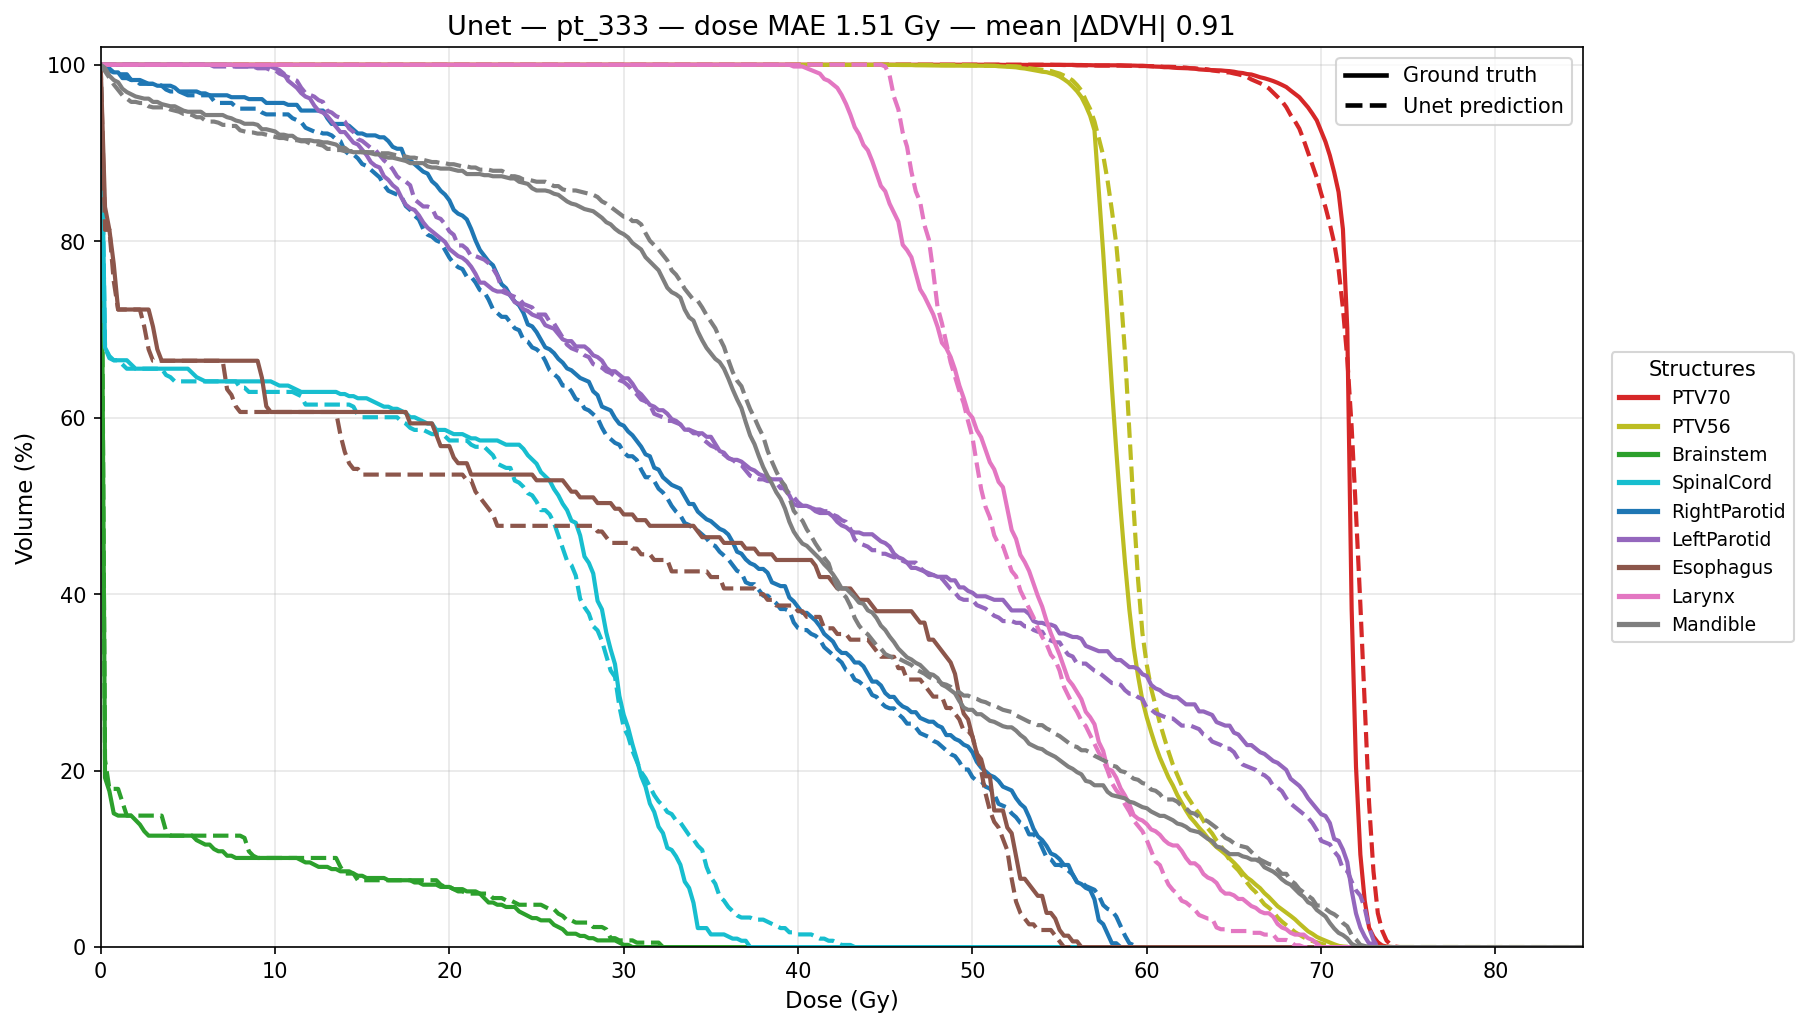 Unet — pt_333 — dose MAE 1.51 Gy — mean |ΔDVH| 0.91
Ground truth
Unet prediction
Structures
PTV70
PTV56
Brainstem
SpinalCord
RightParotid
LeftParotid
Esophagus
Larynx
Mandible
Volume (%)
100
80
60
40
20
0
0 10 20 30 40 50 60 70 80
Dose (Gy)